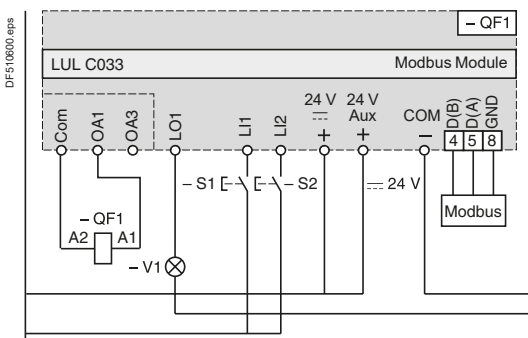 DF510600.eps
– QF1
LUL C033 Modbus Module
24 V 24 V
Aux
Com OA1 OA3 LO1 LI1 LI2 + + COM – D(B) D(A) GND
4 5 8
– S1 – S2 24 V
Modbus
– QF1
A2 A1
– V1